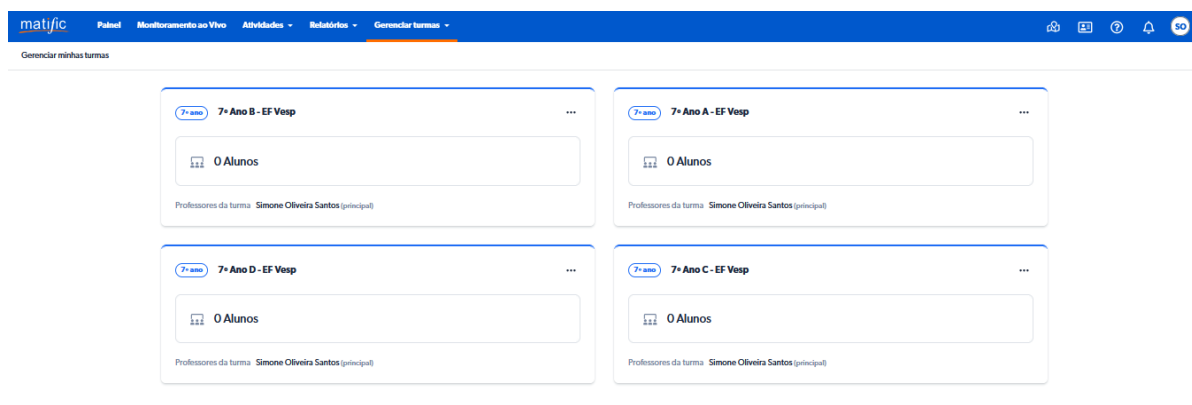 matific Painel Monitoramento ao Vivo Atividades Relatórios Gerenciar turmas SO
Gerenciar minhas turmas
7º ano 7º Ano B - EF Vesp ...
0 Alunos
Professores da turma Simone Oliveira Santos (principal)
7º ano 7º Ano A - EF Vesp ...
0 Alunos
Professores da turma Simone Oliveira Santos (principal)
7º ano 7º Ano D - EF Vesp ...
0 Alunos
Professores da turma Simone Oliveira Santos (principal)
7º ano 7º Ano C - EF Vesp ...
0 Alunos
Professores da turma Simone Oliveira Santos (principal)